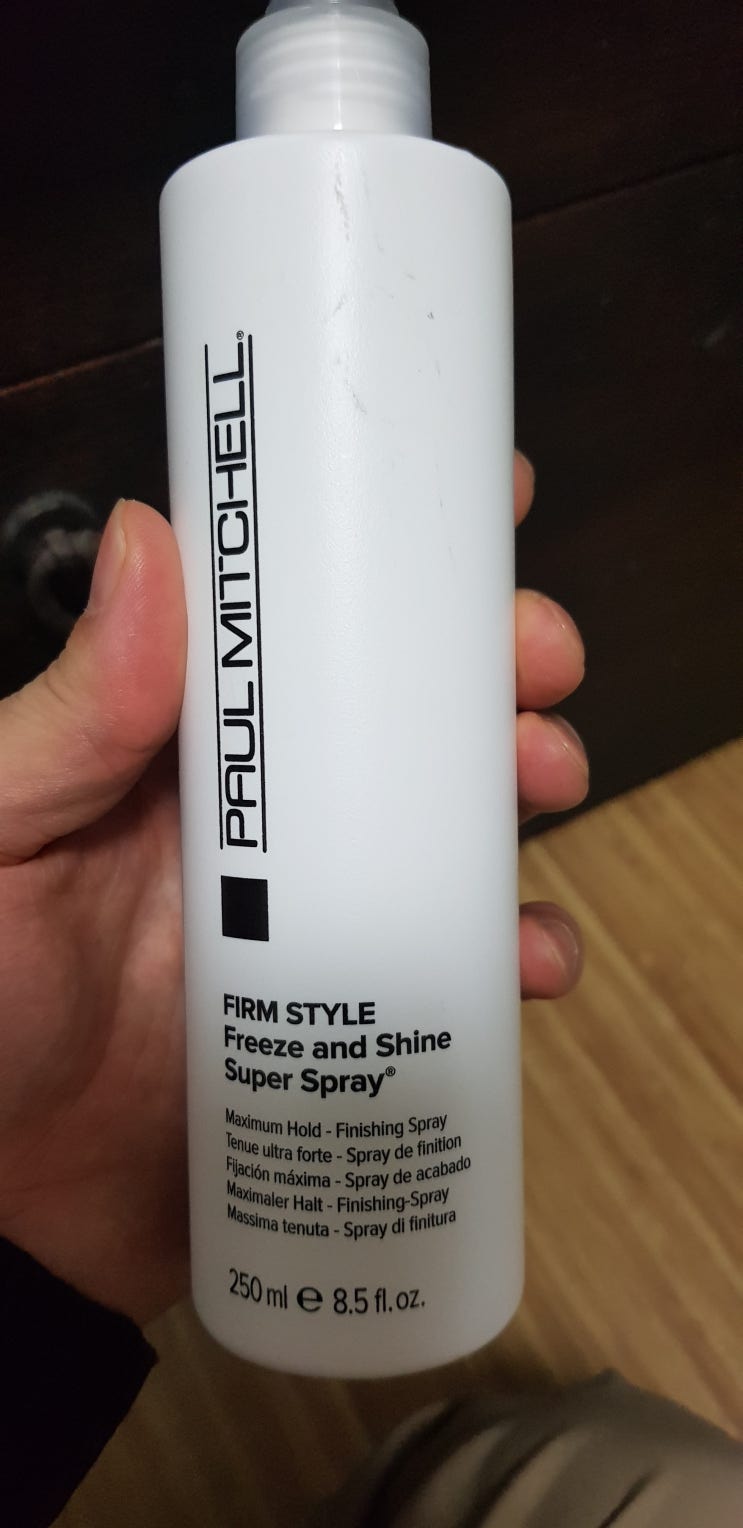 PAUL MITCHELL®
FIRM STYLE
Freeze and Shine
Super Spray®
Maximum Hold - Finishing Spray
Tenue ultra forte - Spray de finition
Fijación máxima - Spray de acabado
Maximaler Halt - Finishing-Spray
Massima tenuta - Spray di finitura
250 ml ℮ 8.5 fl. oz.